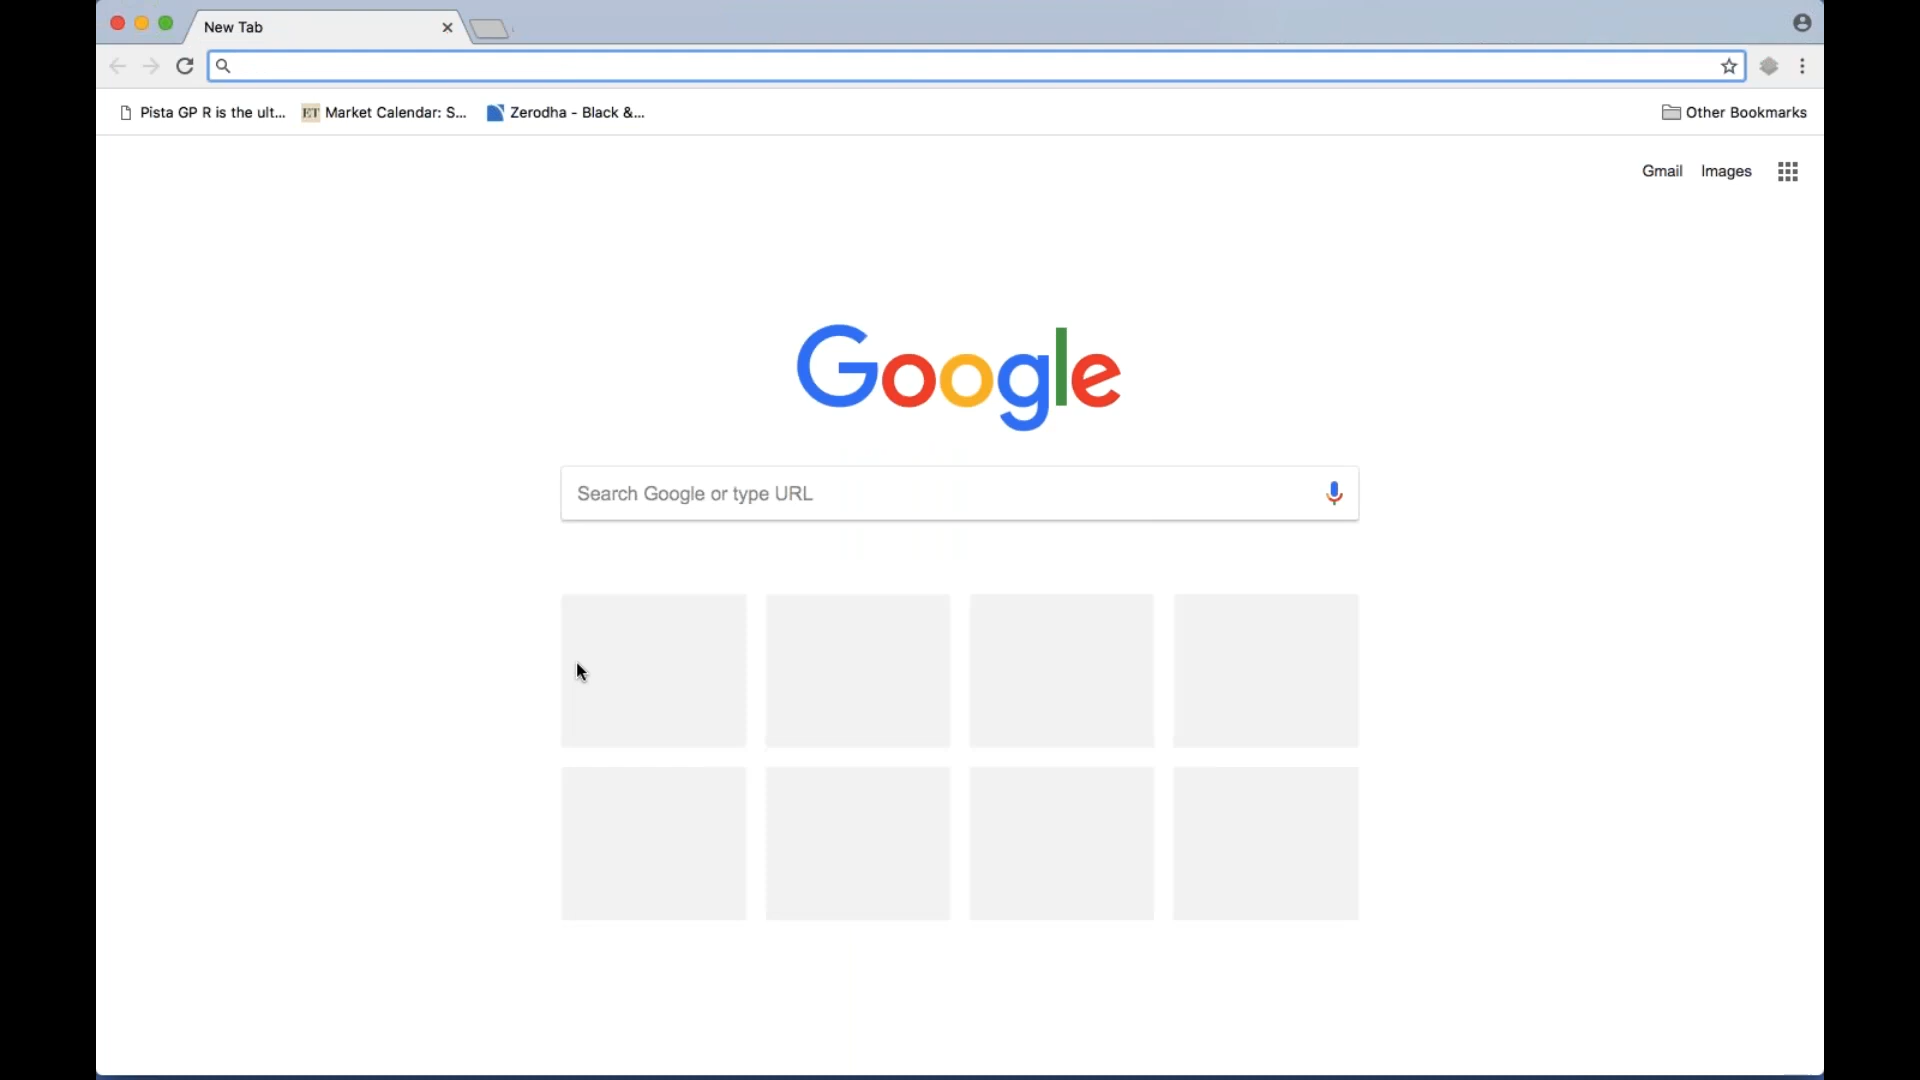 New Tab
Pista GP R is the ult...
ET Market Calendar: S...
Zerodha - Black &...
Other Bookmarks
Gmail
Images
Google
Search Google or type URL